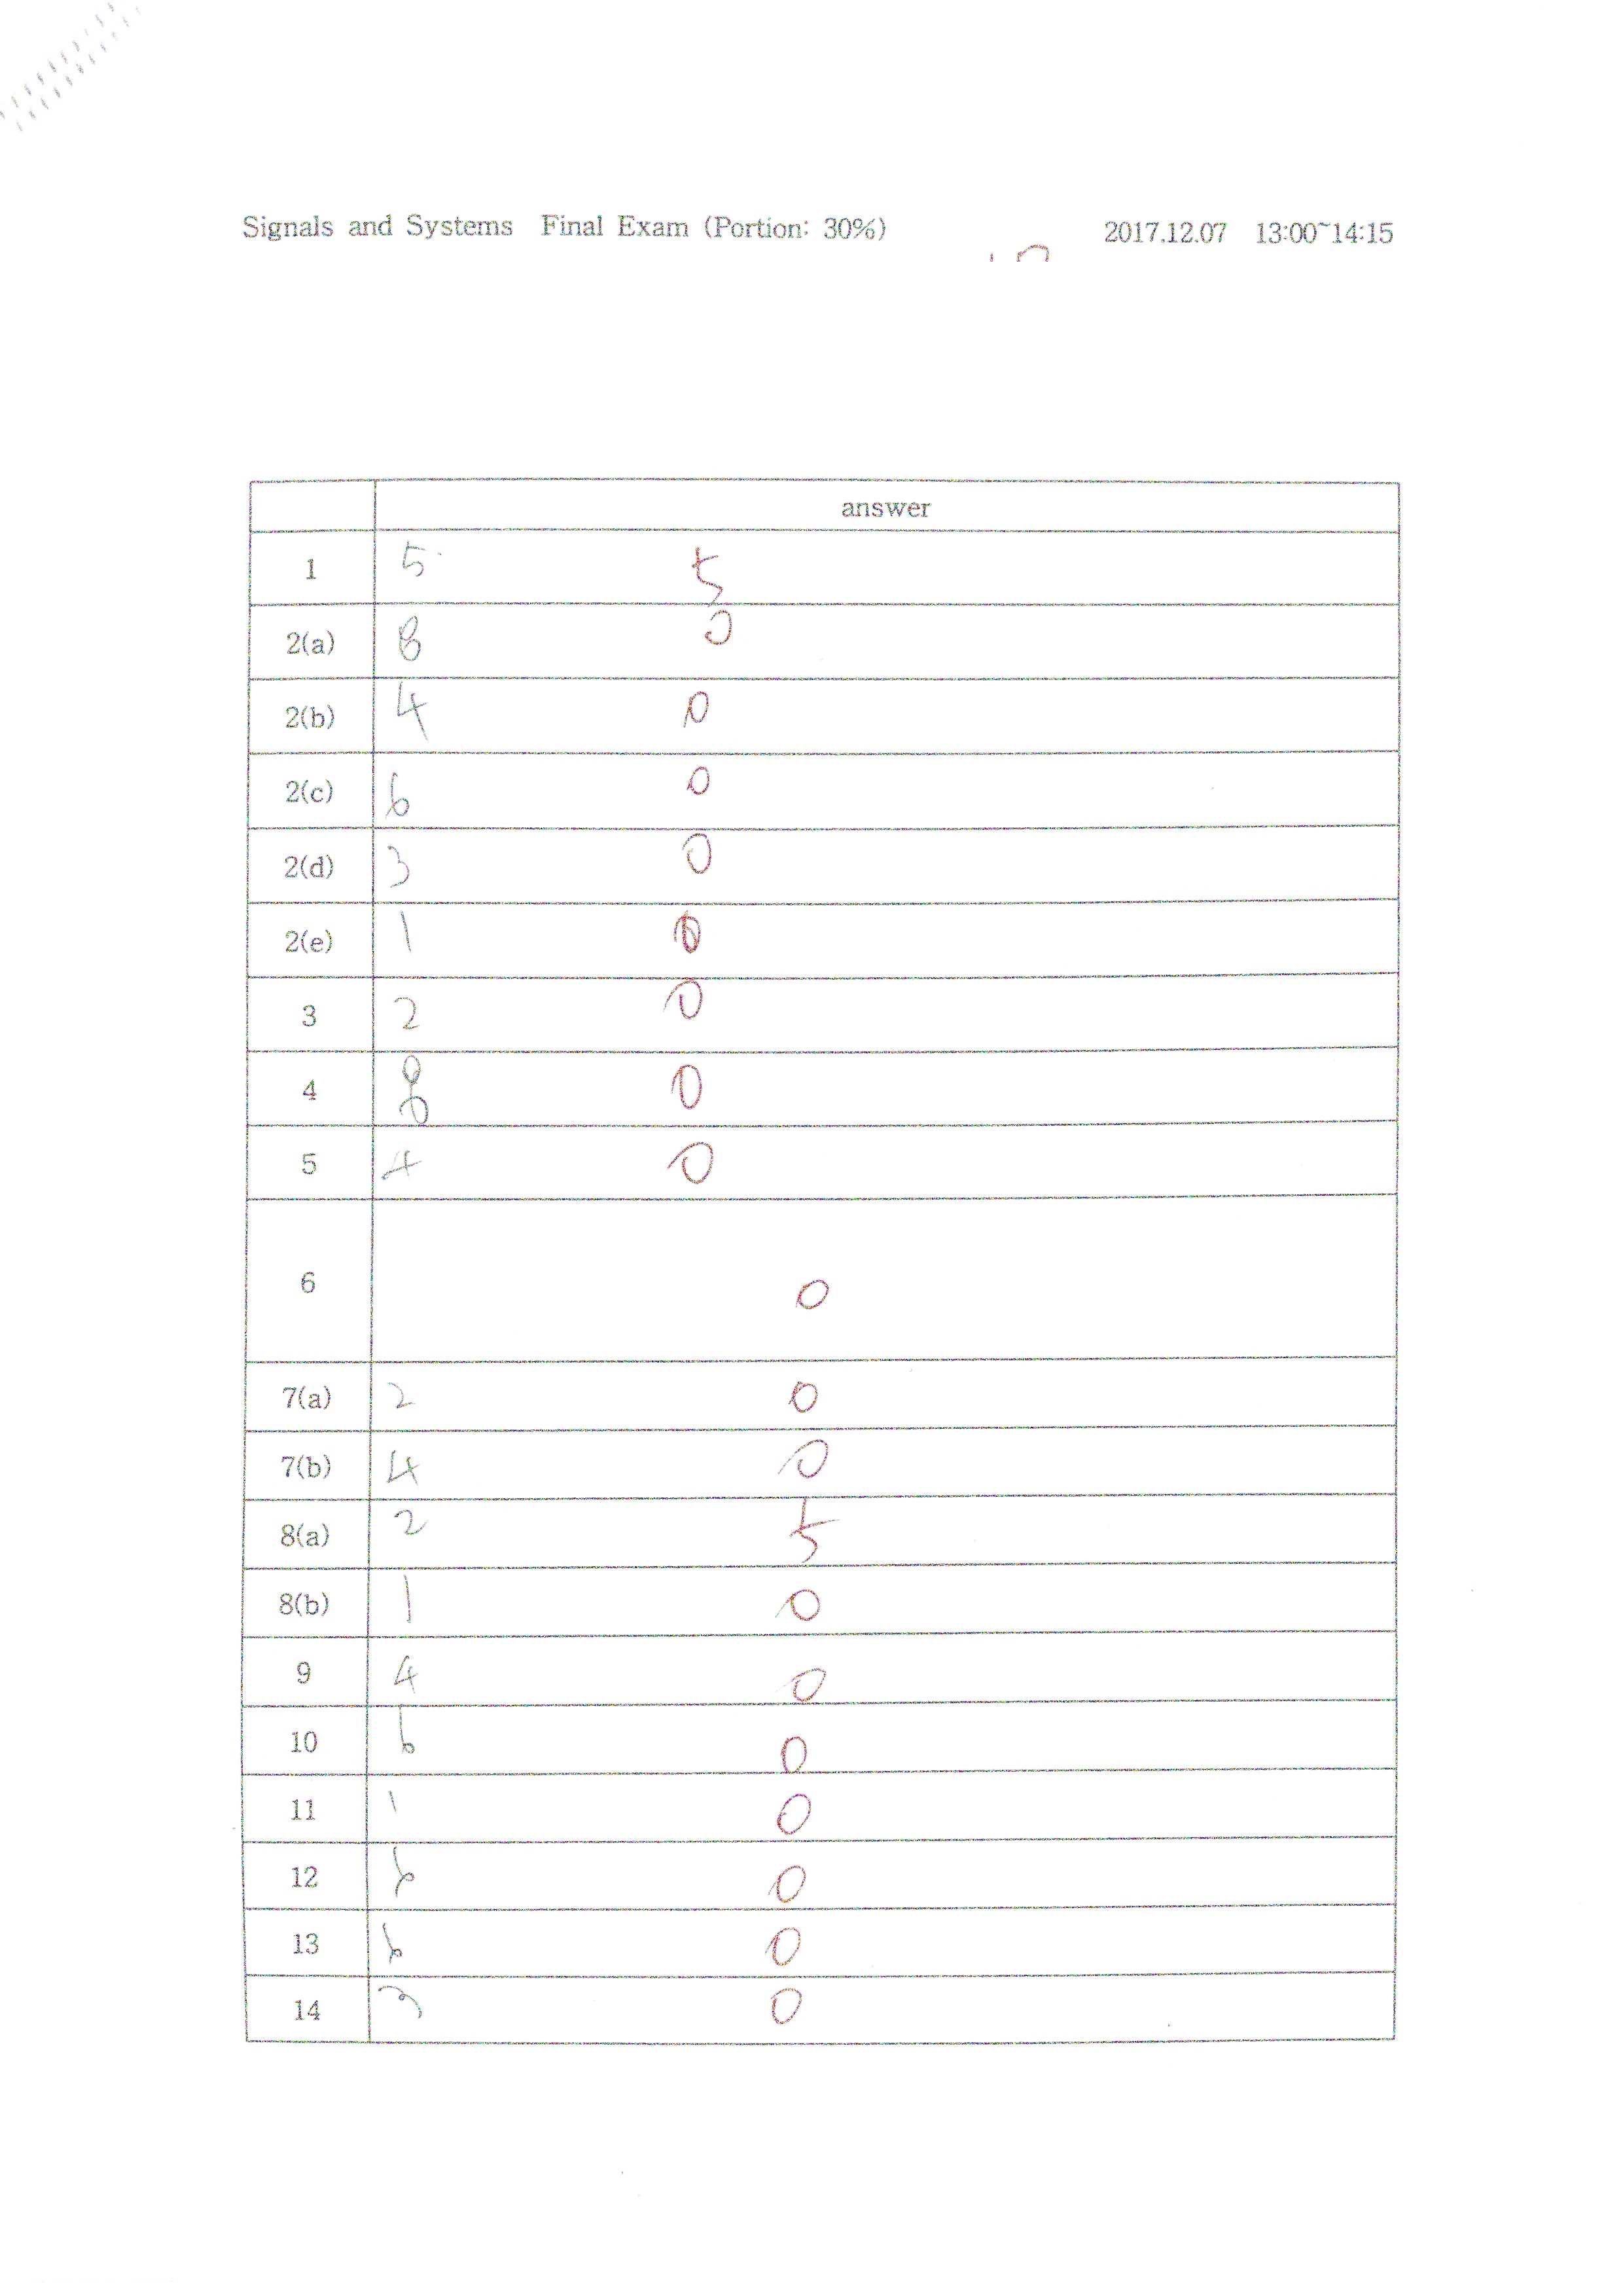 Signals and Systems Final Exam (Portion: 30%) 2017.12.07 13:00~14:15
answer
1 5 5
2(a) 8 0
2(b) 4 0
2(c) 6 0
2(d) 3 0
2(e) 1 0
3 2 0
4 8 0
5 4 0
6 0
7(a) 2 0
7(b) 4 0
8(a) 2 5
8(b) 1 0
9 4 0
10 6 0
11 1 0
12 6 0
13 6 0
14 3 0